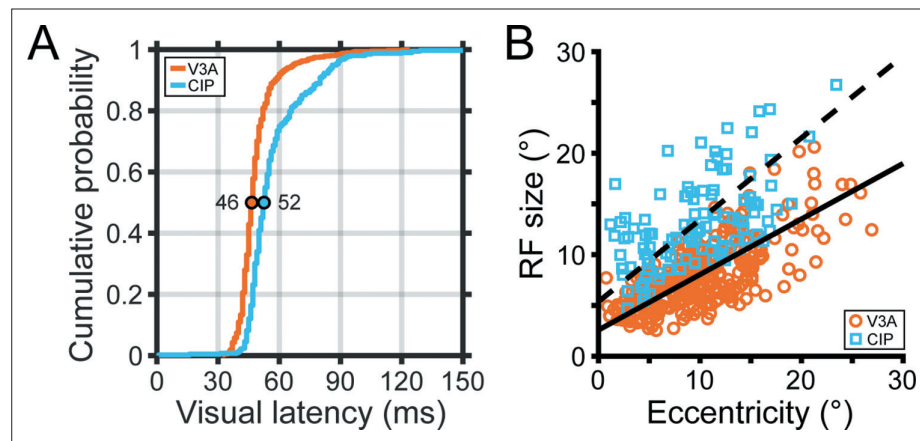 A
Cumulative probability
1
0.8
0.6
0.4
0.2
0
V3A
CIP
46
52
0 30 60 90 120 150
Visual latency (ms)
B
RF size (°)
30
20
10
0
V3A
CIP
0 10 20 30
Eccentricity (°)